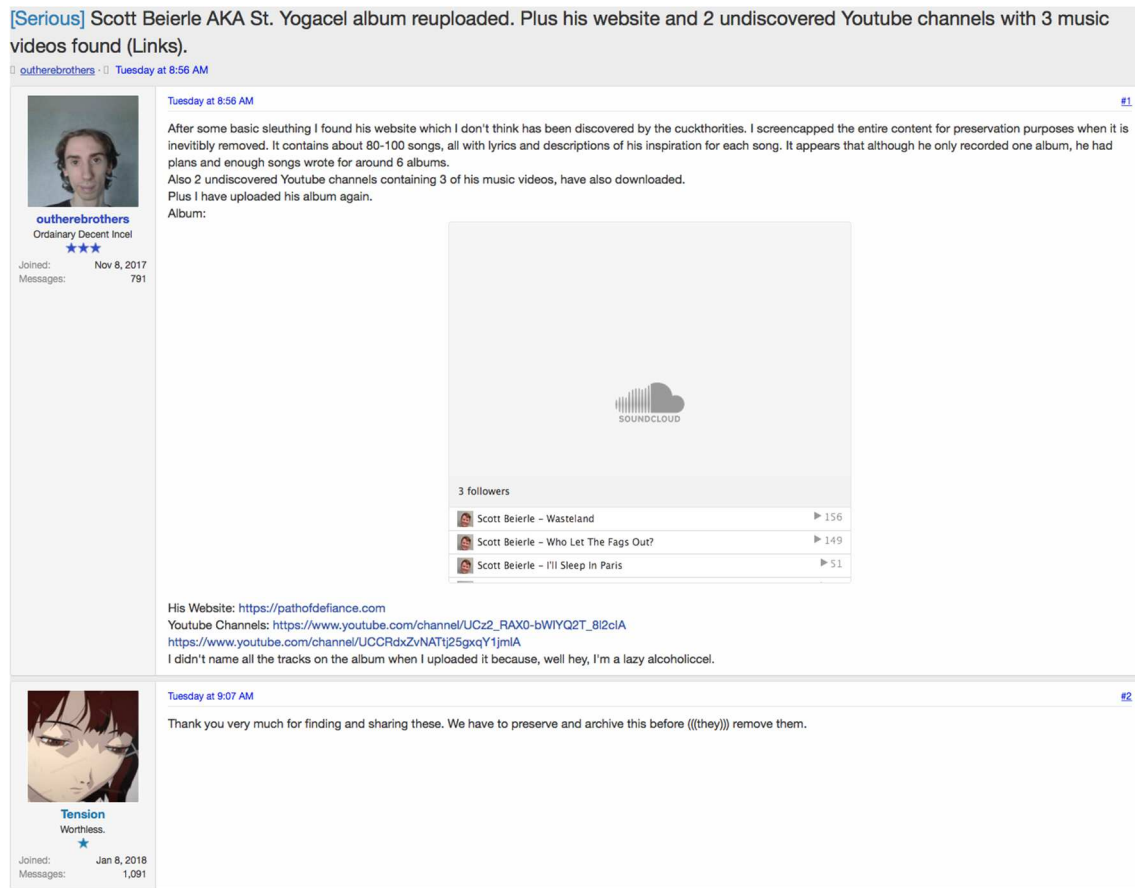 [Serious] Scott Beierle AKA St. Yogacel album reuploaded. Plus his website and 2 undiscovered Youtube channels with 3 music
videos found (Links).
outherebrothers · Tuesday at 8:56 AM
Tuesday at 8:56 AM
#1
After some basic sleuthing I found his website which I don't think has been discovered by the cuckthorities. I screencapped the entire content for preservation purposes when it is
inevitibly removed. It contains about 80-100 songs, all with lyrics and descriptions of his inspiration for each song. It appears that although he only recorded one album, he had
plans and enough songs wrote for around 6 albums.
Also 2 undiscovered Youtube channels containing 3 of his music videos, have also downloaded.
Plus I have uploaded his album again.
Album:
outherebrothers
Ordainary Decent Incel
Joined: Nov 8, 2017
Messages: 791
SOUNDCLOUD
3 followers
Scott Beierle – Wasteland 156
Scott Beierle – Who Let The Fags Out? 149
Scott Beierle – I'll Sleep In Paris 51
His Website: https://pathofdefiance.com
Youtube Channels: https://www.youtube.com/channel/UCz2_RAX0-bWlYQ2T_8l2clA
https://www.youtube.com/channel/UCCRdxZvNATtj25gxqY1jmlA
I didn't name all the tracks on the album when I uploaded it because, well hey, I'm a lazy alcoholiccel.
Tuesday at 9:07 AM
#2
Thank you very much for finding and sharing these. We have to preserve and archive this before (((they))) remove them.
Tension
Worthless.
Joined: Jan 8, 2018
Messages: 1,091